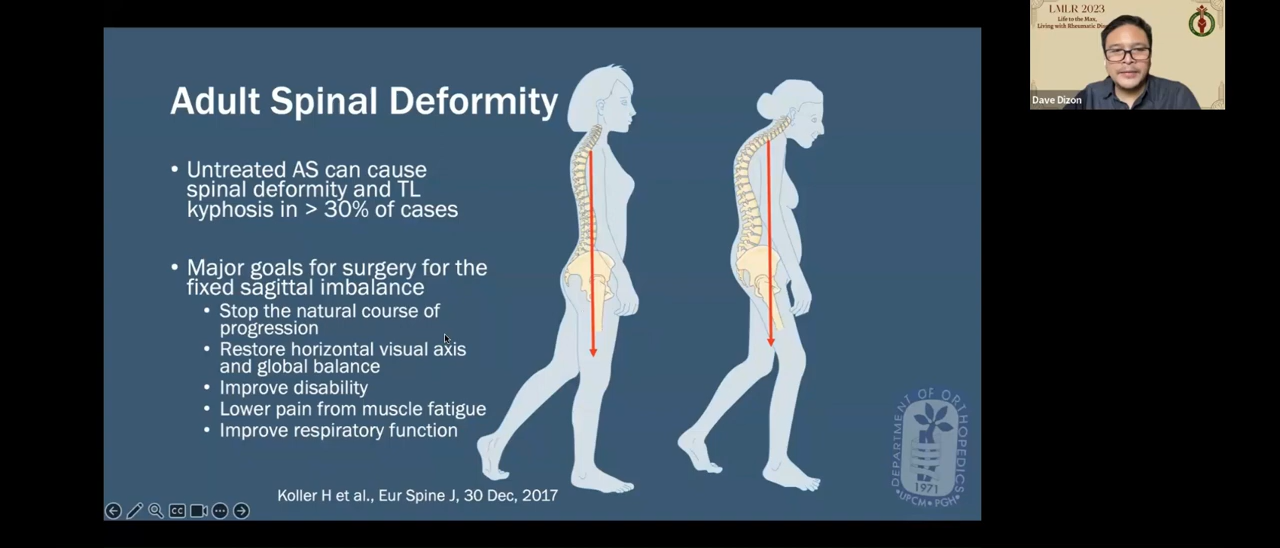 Adult Spinal Deformity
• Untreated AS can cause
spinal deformity and TL
kyphosis in > 30% of cases
• Major goals for surgery for the
fixed sagittal imbalance
• Stop the natural course of
progression
• Restore horizontal visual axis
and global balance
• Improve disability
• Lower pain from muscle fatigue
• Improve respiratory function
Koller H et al., Eur Spine J, 30 Dec, 2017
DEPARTMENT OF ORTHOPEDICS
1971
UPCM • PGH
CC
LMLR 2023
Life to the Max,
Living with Rheumatic
Dave Dizon